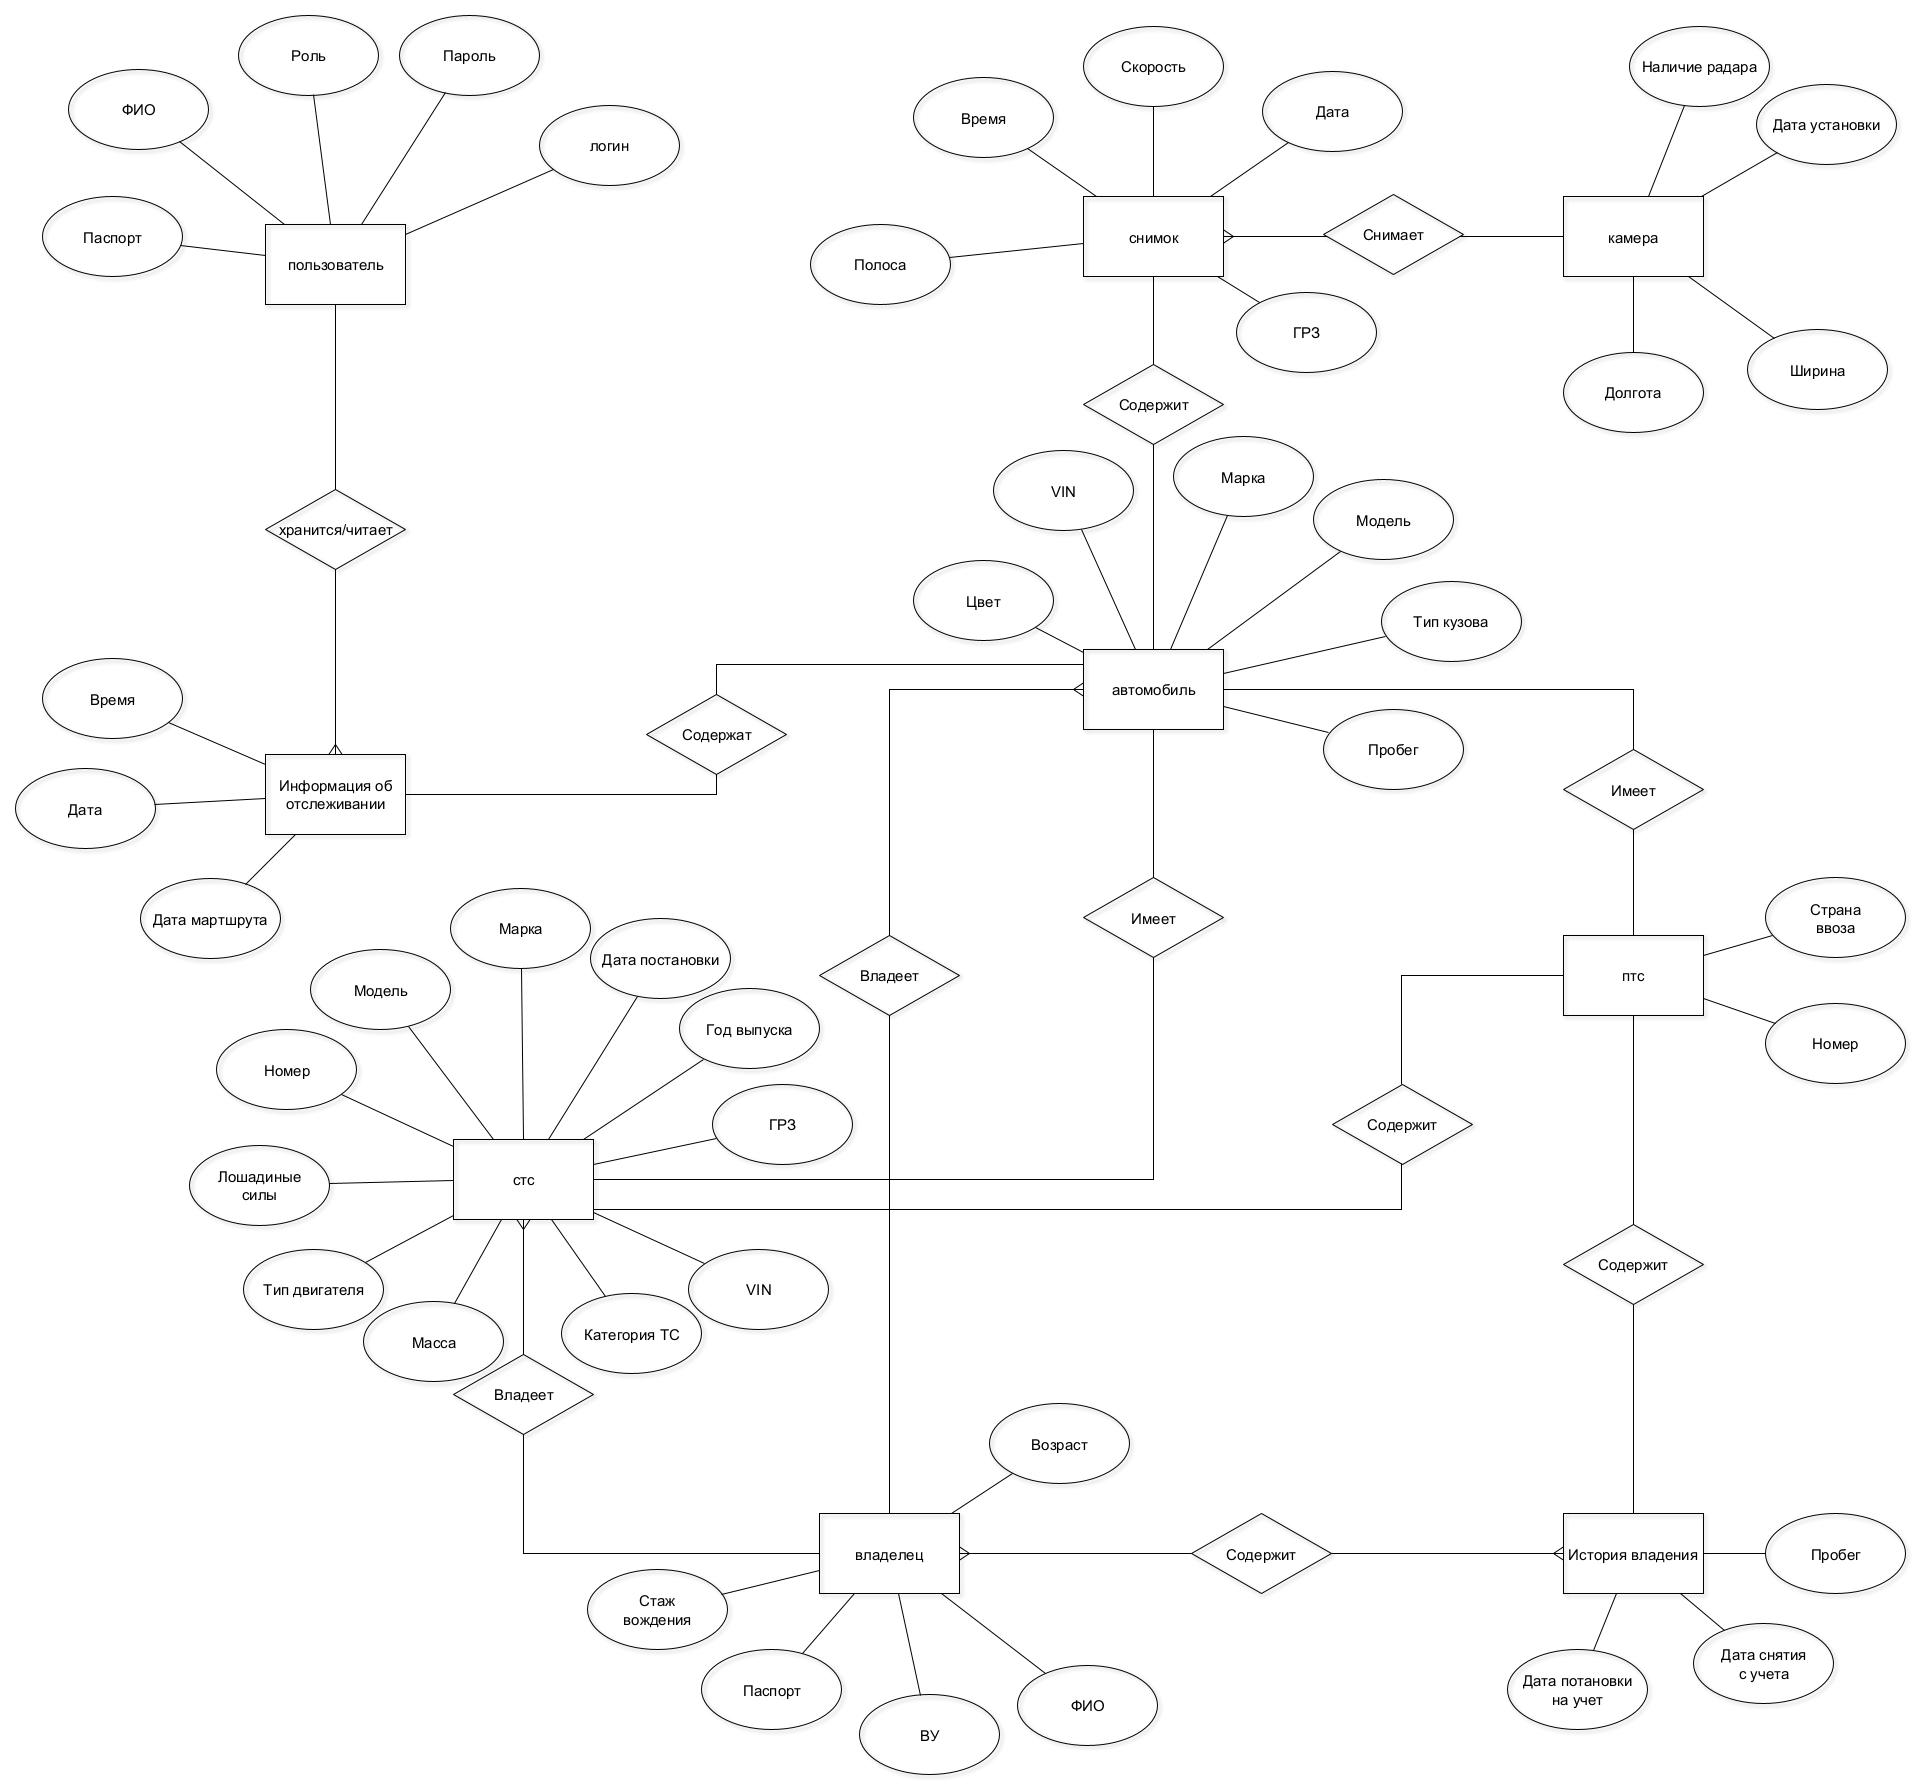 Роль
Пароль
ФИО
логин
Паспорт
пользователь
хранится/читает
Время
Дата
Информация об
отслеживании
Дата мартшрута
Скорость
Время
Дата
Полоса
снимок
ГРЗ
Снимает
Наличие радара
Дата установки
камера
Долгота
Ширина
Содержит
VIN
Марка
Модель
Цвет
Тип кузова
автомобиль
Пробег
Содержат
Имеет
Имеет
Владеет
Страна
ввоза
птс
Номер
Марка
Дата постановки
Модель
Год выпуска
Номер
ГРЗ
Лошадиные
силы
стс
Тип двигателя
Масса
Категория ТС
VIN
Содержит
Содержит
Владеет
Возраст
владелец
Стаж
вождения
Паспорт
ВУ
ФИО
Содержит
История владения
Пробег
Дата потановки
на учет
Дата снятия
с учета